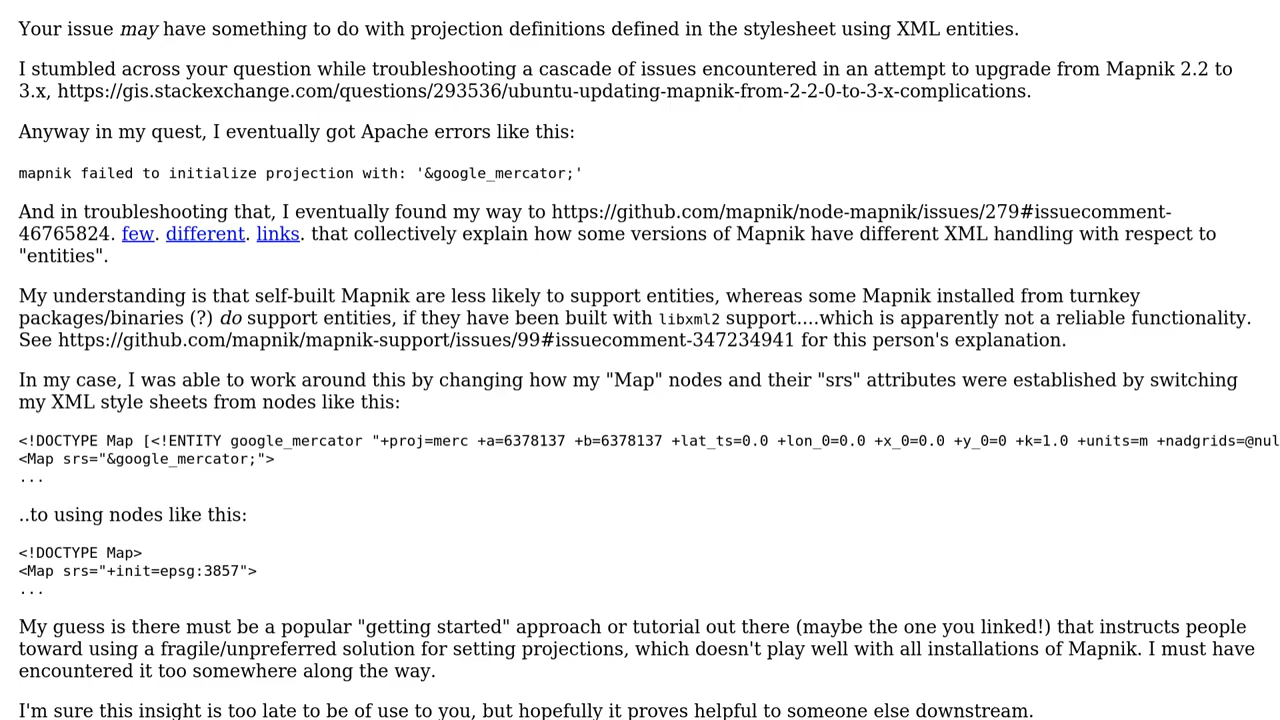 Your issue may have something to do with projection definitions defined in the stylesheet using XML entities.
I stumbled across your question while troubleshooting a cascade of issues encountered in an attempt to upgrade from Mapnik 2.2 to
3.x, https://gis.stackexchange.com/questions/293536/ubuntu-updating-mapnik-from-2-2-0-to-3-x-complications.
Anyway in my quest, I eventually got Apache errors like this:
mapnik failed to initialize projection with: '&google_mercator;'
And in troubleshooting that, I eventually found my way to https://github.com/mapnik/node-mapnik/issues/279#issuecomment-
46765824. few. different. links. that collectively explain how some versions of Mapnik have different XML handling with respect to
"entities".
My understanding is that self-built Mapnik are less likely to support entities, whereas some Mapnik installed from turnkey
packages/binaries (?) do support entities, if they have been built with libxml2 support....which is apparently not a reliable functionality.
See https://github.com/mapnik/mapnik-support/issues/99#issuecomment-347234941 for this person's explanation.
In my case, I was able to work around this by changing how my "Map" nodes and their "srs" attributes were established by switching
my XML style sheets from nodes like this:
<!DOCTYPE Map [<!ENTITY google_mercator "+proj=merc +a=6378137 +b=6378137 +lat_ts=0.0 +lon_0=0.0 +x_0=0.0 +y_0=0 +k=1.0 +units=m +nadgrids=@nul
<Map srs="&google_mercator;">
...
..to using nodes like this:
<!DOCTYPE Map>
<Map srs="+init=epsg:3857">
...
My guess is there must be a popular "getting started" approach or tutorial out there (maybe the one you linked!) that instructs people
toward using a fragile/unpreferred solution for setting projections, which doesn't play well with all installations of Mapnik. I must have
encountered it too somewhere along the way.
I'm sure this insight is too late to be of use to you, but hopefully it proves helpful to someone else downstream.